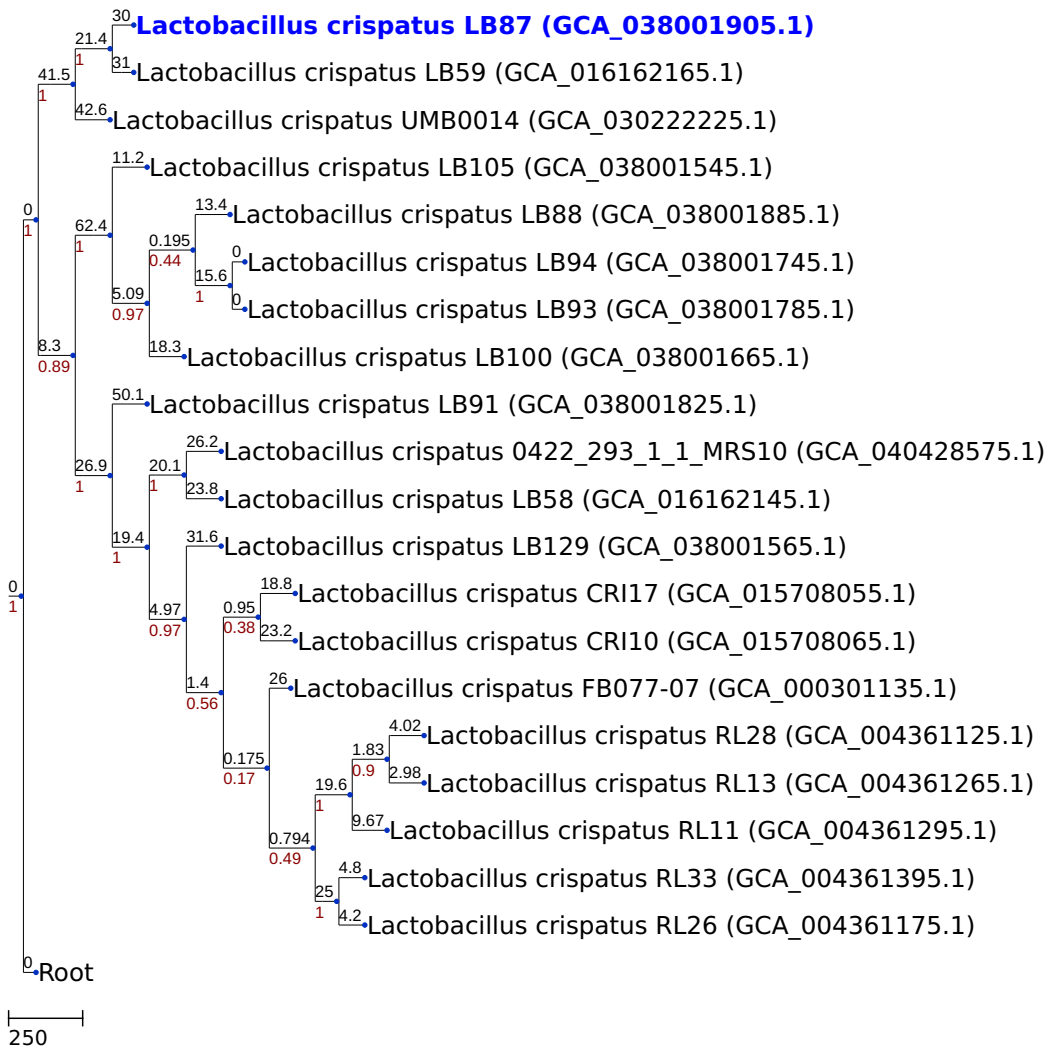 30
Lactobacillus crispatus LB87 (GCA_038001905.1)
21.4
1
31
Lactobacillus crispatus LB59 (GCA_016162165.1)
41.5
1
42.6
Lactobacillus crispatus UMB0014 (GCA_030222225.1)
11.2
Lactobacillus crispatus LB105 (GCA_038001545.1)
0
1
62.4
1
13.4
Lactobacillus crispatus LB88 (GCA_038001885.1)
0.195
0.44
0
Lactobacillus crispatus LB94 (GCA_038001745.1)
15.6
1
5.09
0.97
0
Lactobacillus crispatus LB93 (GCA_038001785.1)
8.3
0.89
18.3
Lactobacillus crispatus LB100 (GCA_038001665.1)
50.1
Lactobacillus crispatus LB91 (GCA_038001825.1)
26.9
1
20.1
1
26.2
Lactobacillus crispatus 0422_293_1_1_MRS10 (GCA_040428575.1)
23.8
Lactobacillus crispatus LB58 (GCA_016162145.1)
19.4
1
31.6
Lactobacillus crispatus LB129 (GCA_038001565.1)
0
1
4.97
0.97
0.95
0.38
18.8
Lactobacillus crispatus CRI17 (GCA_015708055.1)
23.2
Lactobacillus crispatus CRI10 (GCA_015708065.1)
1.4
0.56
26
Lactobacillus crispatus FB077-07 (GCA_000301135.1)
4.02
Lactobacillus crispatus RL28 (GCA_004361125.1)
0.175
0.17
1.83
0.9
2.98
Lactobacillus crispatus RL13 (GCA_004361265.1)
19.6
1
9.67
Lactobacillus crispatus RL11 (GCA_004361295.1)
0.794
0.49
4.8
Lactobacillus crispatus RL33 (GCA_004361395.1)
25
1
4.2
Lactobacillus crispatus RL26 (GCA_004361175.1)
0
Root
250